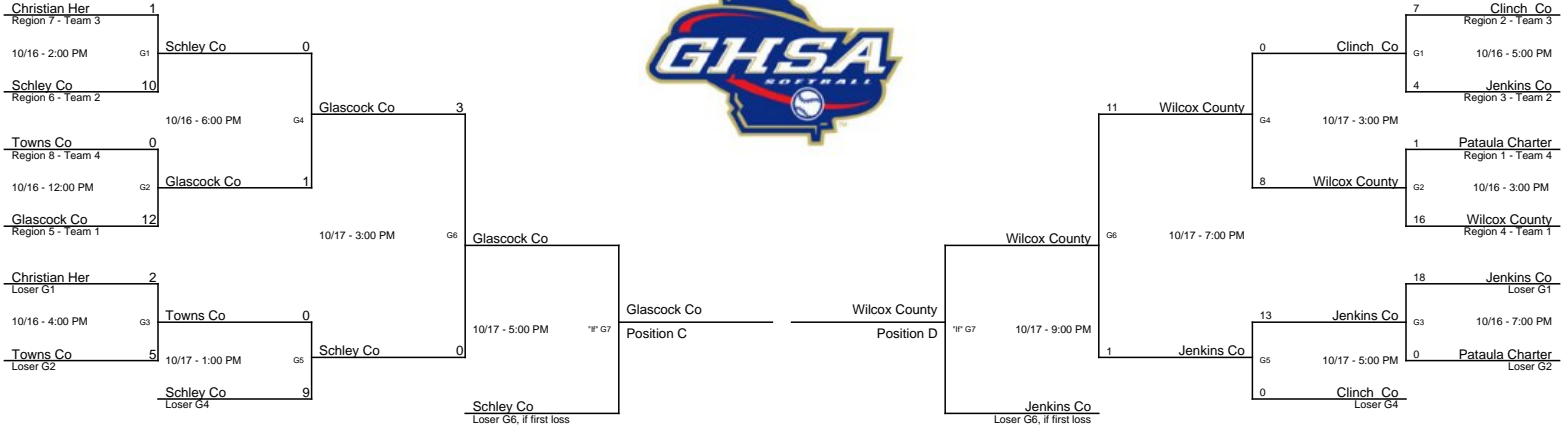 GHSA
SOFTBALL
™
Christian Her 1
Region 7 - Team 3
10/16 - 2:00 PM G1
Schley Co 0
Schley Co 10
Region 6 - Team 2
10/16 - 6:00 PM G4
Glascock Co 3
Towns Co 0
Region 8 - Team 4
10/16 - 12:00 PM G2
Glascock Co 1
Glascock Co 12
Region 5 - Team 1
10/17 - 3:00 PM G6
Glascock Co
Christian Her 2
Loser G1
10/16 - 4:00 PM G3
Towns Co 0
Towns Co 5
Loser G2
10/17 - 1:00 PM G5
Schley Co 0
Schley Co 9
Loser G4
10/17 - 5:00 PM "If" G7
Glascock Co
Position C
Schley Co
Loser G6, if first loss
7 Clinch Co
Region 2 - Team 3
G1 10/16 - 5:00 PM
0 Clinch Co
4 Jenkins Co
Region 3 - Team 2
G4 10/17 - 3:00 PM
11 Wilcox County
1 Pataula Charter
Region 1 - Team 4
G2 10/16 - 3:00 PM
8 Wilcox County
16 Wilcox County
Region 4 - Team 1
G6 10/17 - 7:00 PM
Wilcox County
18 Jenkins Co
Loser G1
G3 10/16 - 7:00 PM
13 Jenkins Co
0 Pataula Charter
Loser G2
G5 10/17 - 5:00 PM
1 Jenkins Co
0 Clinch Co
Loser G4
"If" G7 10/17 - 9:00 PM
Wilcox County
Position D
Jenkins Co
Loser G6, if first loss